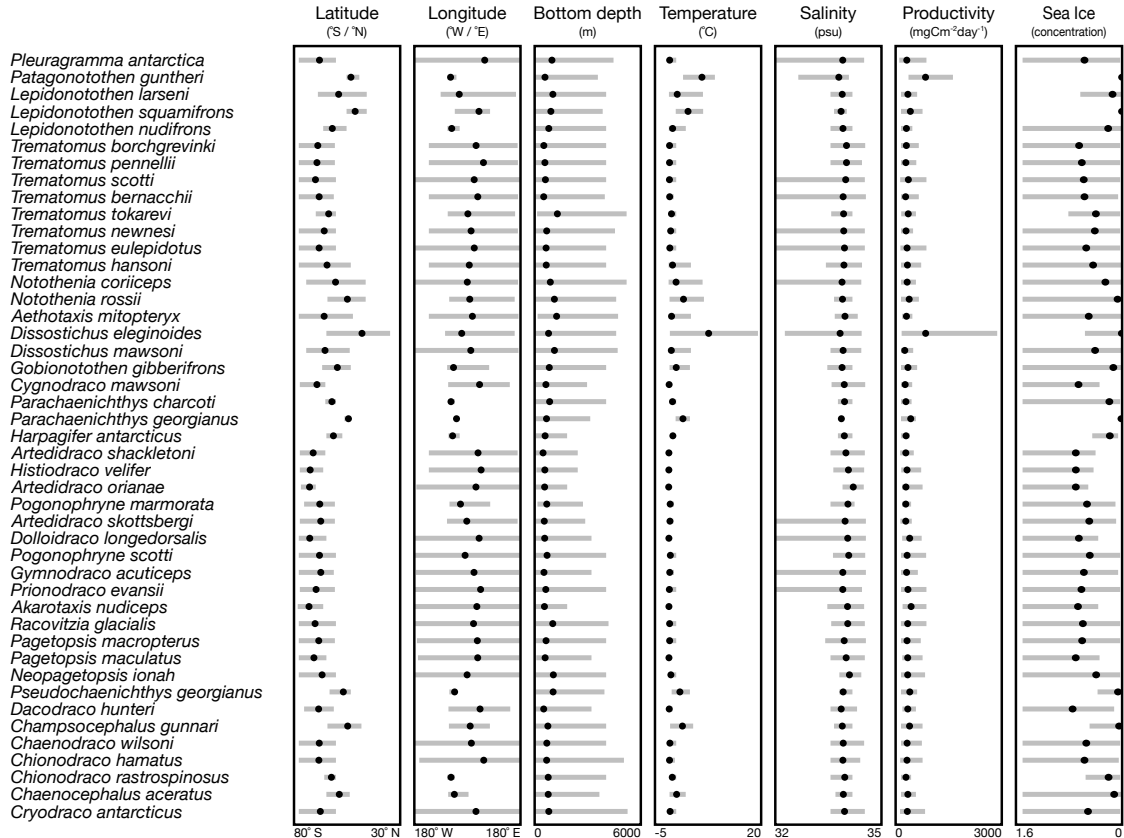 Latitude Longitude Bottom depth Temperature Salinity Productivity Sea Ice
(°S / °N) (°W / °E) (m) (°C) (psu) (mgCm⁻²day⁻¹) (concentration)
Pleuragramma antarctica
Patagonotothen guntheri
Lepidonotothen larseni
Lepidonotothen squamifrons
Lepidonotothen nudifrons
Trematomus borchgrevinki
Trematomus pennellii
Trematomus scotti
Trematomus bernacchii
Trematomus tokarevi
Trematomus newnesi
Trematomus eulepidotus
Trematomus hansoni
Notothenia coriiceps
Notothenia rossii
Aethotaxis mitopteryx
Dissostichus eleginoides
Dissostichus mawsoni
Gobionotothen gibberifrons
Cygnodraco mawsoni
Parachaenichthys charcoti
Parachaenichthys georgianus
Harpagifer antarcticus
Artedidraco shackletoni
Histiodraco velifer
Artedidraco orianae
Pogonophryne marmorata
Artedidraco skottsbergi
Dolloidraco longedorsalis
Pogonophryne scotti
Gymnodraco acuticeps
Prionodraco evansii
Akarotaxis nudiceps
Racovitzia glacialis
Pagetopsis macropterus
Pagetopsis maculatus
Neopagetopsis ionah
Pseudochaenichthys georgianus
Dacodraco hunteri
Champsocephalus gunnari
Chaenodraco wilsoni
Chionodraco hamatus
Chionodraco rastrospinosus
Chaenocephalus aceratus
Cryodraco antarcticus
80° S 30° N 180° W 180° E 0 6000 -5 20 32 35 0 3000 1.6 0